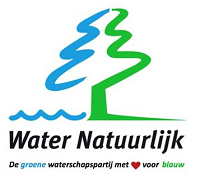 Water Natuurlijk
De groene waterschapspartij met ❤ voor blauw